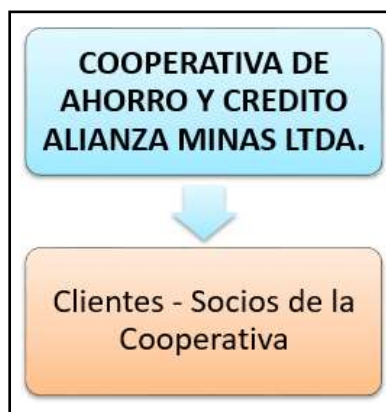 COOPERATIVA DE
AHORRO Y CREDITO
ALIANZA MINAS LTDA.
Clientes - Socios de la
Cooperativa